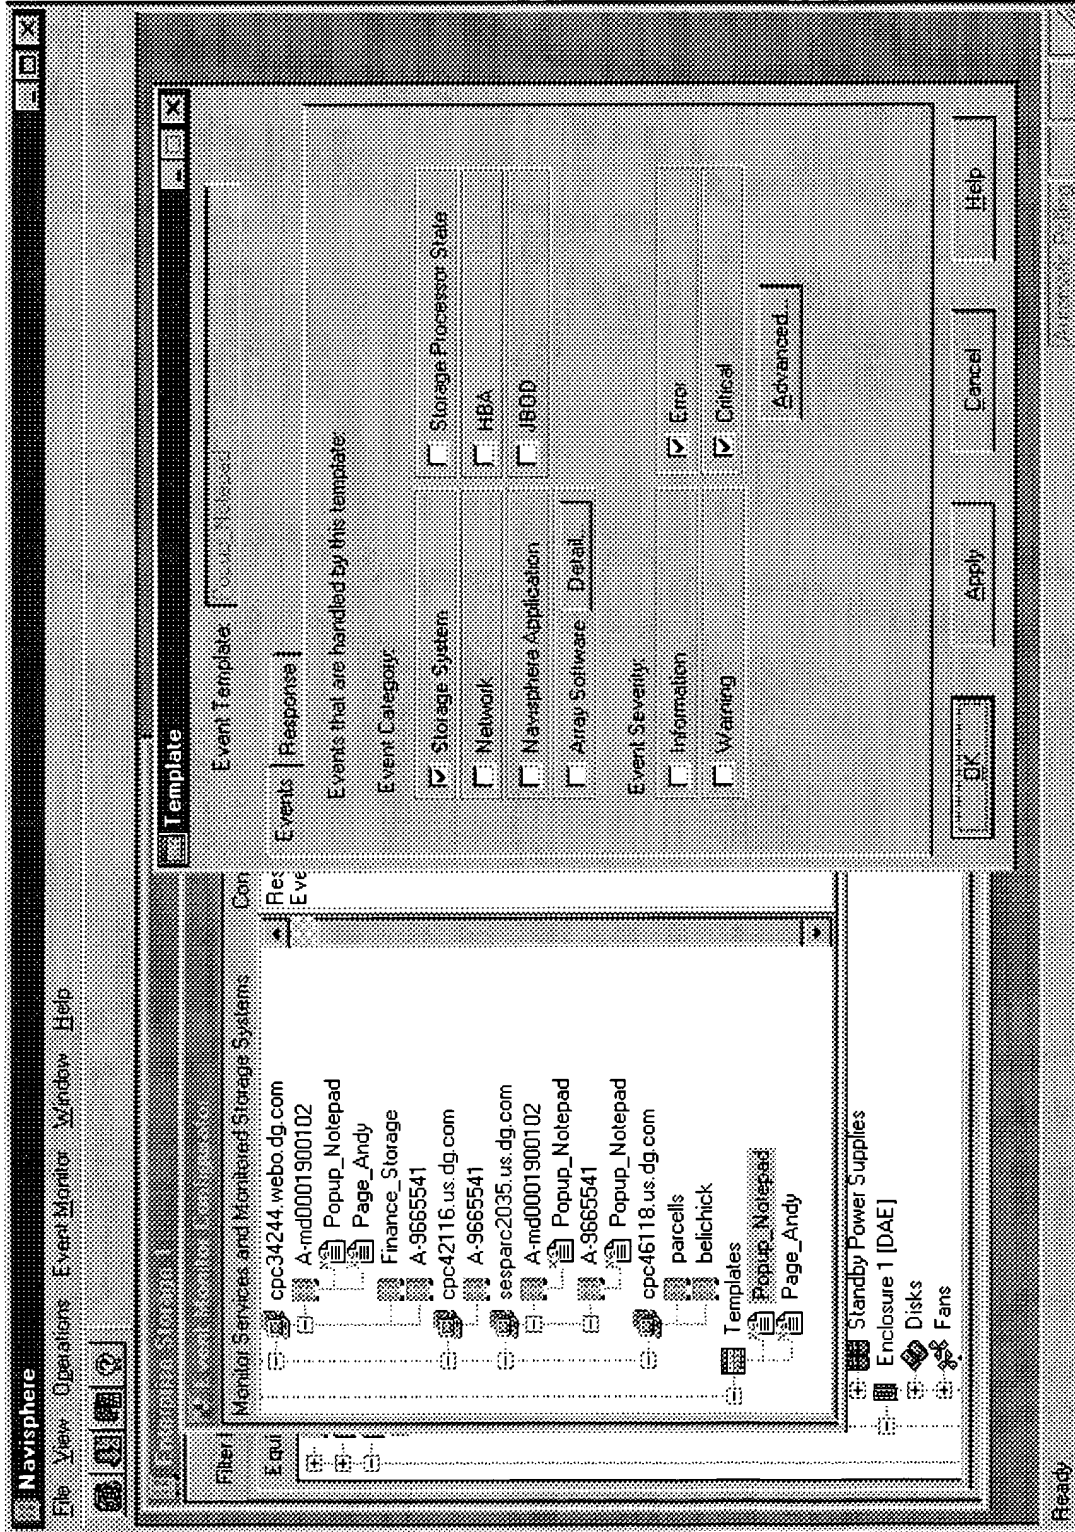 Navisphere
File View Operations Event Monitor Window Help
Filter
Equi
Monitor Services and Monitored Storage Systems
cpc34244.webo.dg.com
A-md0001900102
Popup_Notepad
Page_Andy
Finance_Storage
A-9665541
cpc42116.us.dg.com
A-9665541
sesparc2035.us.dg.com
A-md0001900102
Popup_Notepad
A-9665541
Popup_Notepad
cpc46118.us.dg.com
parcells
belichick
Templates
Popup_Notepad
Page_Andy
Standby Power Supplies
Enclosure 1 [DAE]
Disks
Fans
Con
Res
Eve
Template
Event Template: Popup_Notepad
Events Response
Events that are handled by this template:
Event Category:
Storage System Storage Processor State
Network HBA
Navisphere Application JBOD
Array Software Detail...
Event Severity:
Information Error
Warning Critical
Advanced...
OK Apply Cancel Help
Ready